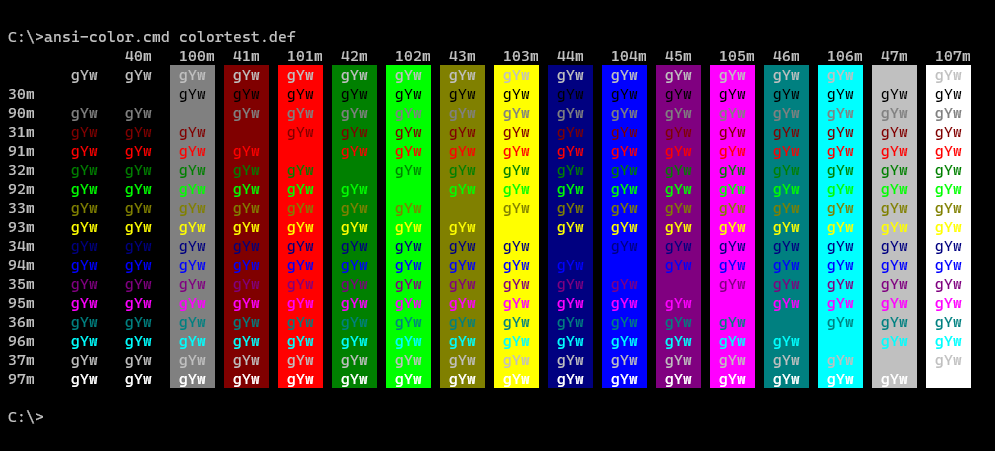 C:\>ansi-color.cmd colortest.def
40m 100m 41m 101m 42m 102m 43m 103m 44m 104m 45m 105m 46m 106m 47m 107m
gYw gYw gYw gYw gYw gYw gYw gYw gYw gYw gYw gYw gYw gYw gYw gYw
30m gYw gYw gYw gYw gYw gYw gYw gYw gYw gYw gYw gYw gYw gYw gYw
90m gYw gYw gYw gYw gYw gYw gYw gYw gYw gYw gYw gYw gYw gYw gYw gYw
31m gYw gYw gYw gYw gYw gYw gYw gYw gYw gYw gYw gYw gYw gYw gYw gYw
91m gYw gYw gYw gYw gYw gYw gYw gYw gYw gYw gYw gYw gYw gYw gYw gYw
32m gYw gYw gYw gYw gYw gYw gYw gYw gYw gYw gYw gYw gYw gYw gYw gYw
92m gYw gYw gYw gYw gYw gYw gYw gYw gYw gYw gYw gYw gYw gYw gYw gYw
33m gYw gYw gYw gYw gYw gYw gYw gYw gYw gYw gYw gYw gYw gYw gYw gYw
93m gYw gYw gYw gYw gYw gYw gYw gYw gYw gYw gYw gYw gYw gYw gYw gYw
34m gYw gYw gYw gYw gYw gYw gYw gYw gYw gYw gYw gYw gYw gYw gYw gYw
94m gYw gYw gYw gYw gYw gYw gYw gYw gYw gYw gYw gYw gYw gYw gYw gYw
35m gYw gYw gYw gYw gYw gYw gYw gYw gYw gYw gYw gYw gYw gYw gYw gYw
95m gYw gYw gYw gYw gYw gYw gYw gYw gYw gYw gYw gYw gYw gYw gYw gYw
36m gYw gYw gYw gYw gYw gYw gYw gYw gYw gYw gYw gYw gYw gYw gYw gYw
96m gYw gYw gYw gYw gYw gYw gYw gYw gYw gYw gYw gYw gYw gYw gYw gYw
37m gYw gYw gYw gYw gYw gYw gYw gYw gYw gYw gYw gYw gYw gYw gYw gYw
97m gYw gYw gYw gYw gYw gYw gYw gYw gYw gYw gYw gYw gYw gYw gYw gYw
C:\>